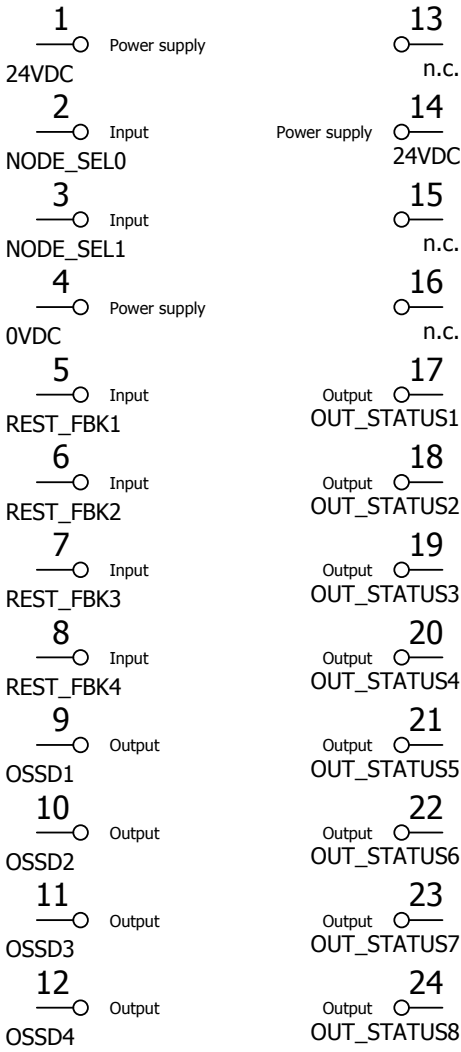 1
Power supply
24VDC
2
Input
NODE_SEL0
3
Input
NODE_SEL1
4
Power supply
0VDC
5
Input
REST_FBK1
6
Input
REST_FBK2
7
Input
REST_FBK3
8
Input
REST_FBK4
9
Output
OSSD1
10
Output
OSSD2
11
Output
OSSD3
12
Output
OSSD4
13
n.c.
14
Power supply
24VDC
15
n.c.
16
n.c.
17
Output
OUT_STATUS1
18
Output
OUT_STATUS2
19
Output
OUT_STATUS3
20
Output
OUT_STATUS4
21
Output
OUT_STATUS5
22
Output
OUT_STATUS6
23
Output
OUT_STATUS7
24
Output
OUT_STATUS8